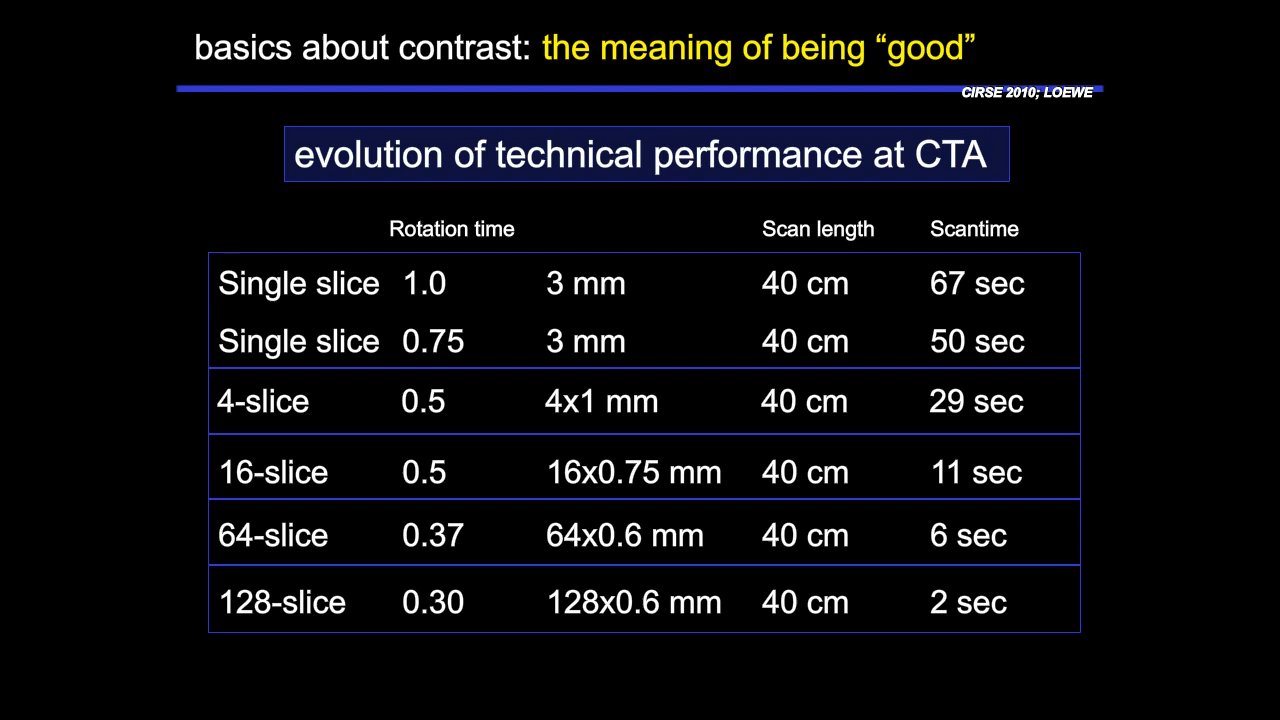 basics about contrast: the meaning of being “good”
CIRSE 2010; LOEWE
evolution of technical performance at CTA
Rotation time Scan length Scantime
Single slice 1.0 3 mm 40 cm 67 sec
Single slice 0.75 3 mm 40 cm 50 sec
4-slice 0.5 4x1 mm 40 cm 29 sec
16-slice 0.5 16x0.75 mm 40 cm 11 sec
64-slice 0.37 64x0.6 mm 40 cm 6 sec
128-slice 0.30 128x0.6 mm 40 cm 2 sec